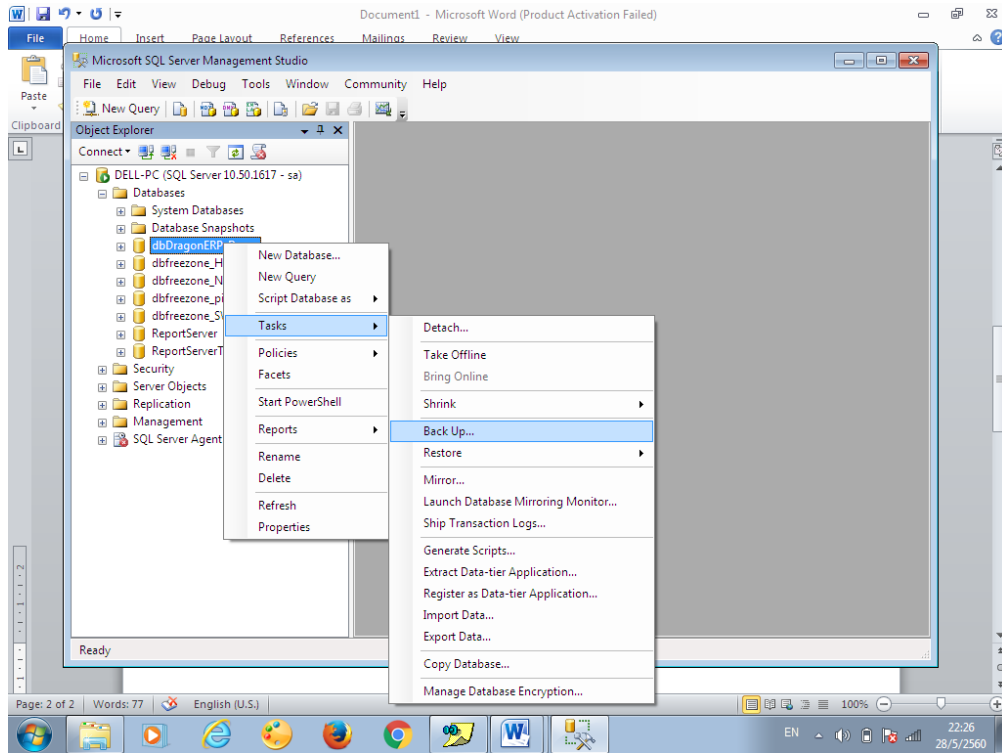 Document1 - Microsoft Word (Product Activation Failed)
File Home Insert Page Layout References Mailings Review View
Paste
Clipboard
Microsoft SQL Server Management Studio
File Edit View Debug Tools Window Community Help
New Query
Object Explorer
Connect
DELL-PC (SQL Server 10.50.1617 - sa)
Databases
System Databases
Database Snapshots
dbDragonERP
dbfreezone_H
dbfreezone_N
dbfreezone_pi
dbfreezone_S
ReportServer
ReportServerT
Security
Server Objects
Replication
Management
SQL Server Agent
New Database...
New Query
Script Database as
Tasks
Policies
Facets
Start PowerShell
Reports
Rename
Delete
Refresh
Properties
Detach...
Take Offline
Bring Online
Shrink
Back Up...
Restore
Mirror...
Launch Database Mirroring Monitor...
Ship Transaction Logs...
Generate Scripts...
Extract Data-tier Application...
Register as Data-tier Application...
Import Data...
Export Data...
Copy Database...
Manage Database Encryption...
Ready
Page: 2 of 2 Words: 77 English (U.S.) 100%
EN 22:26
28/5/2560